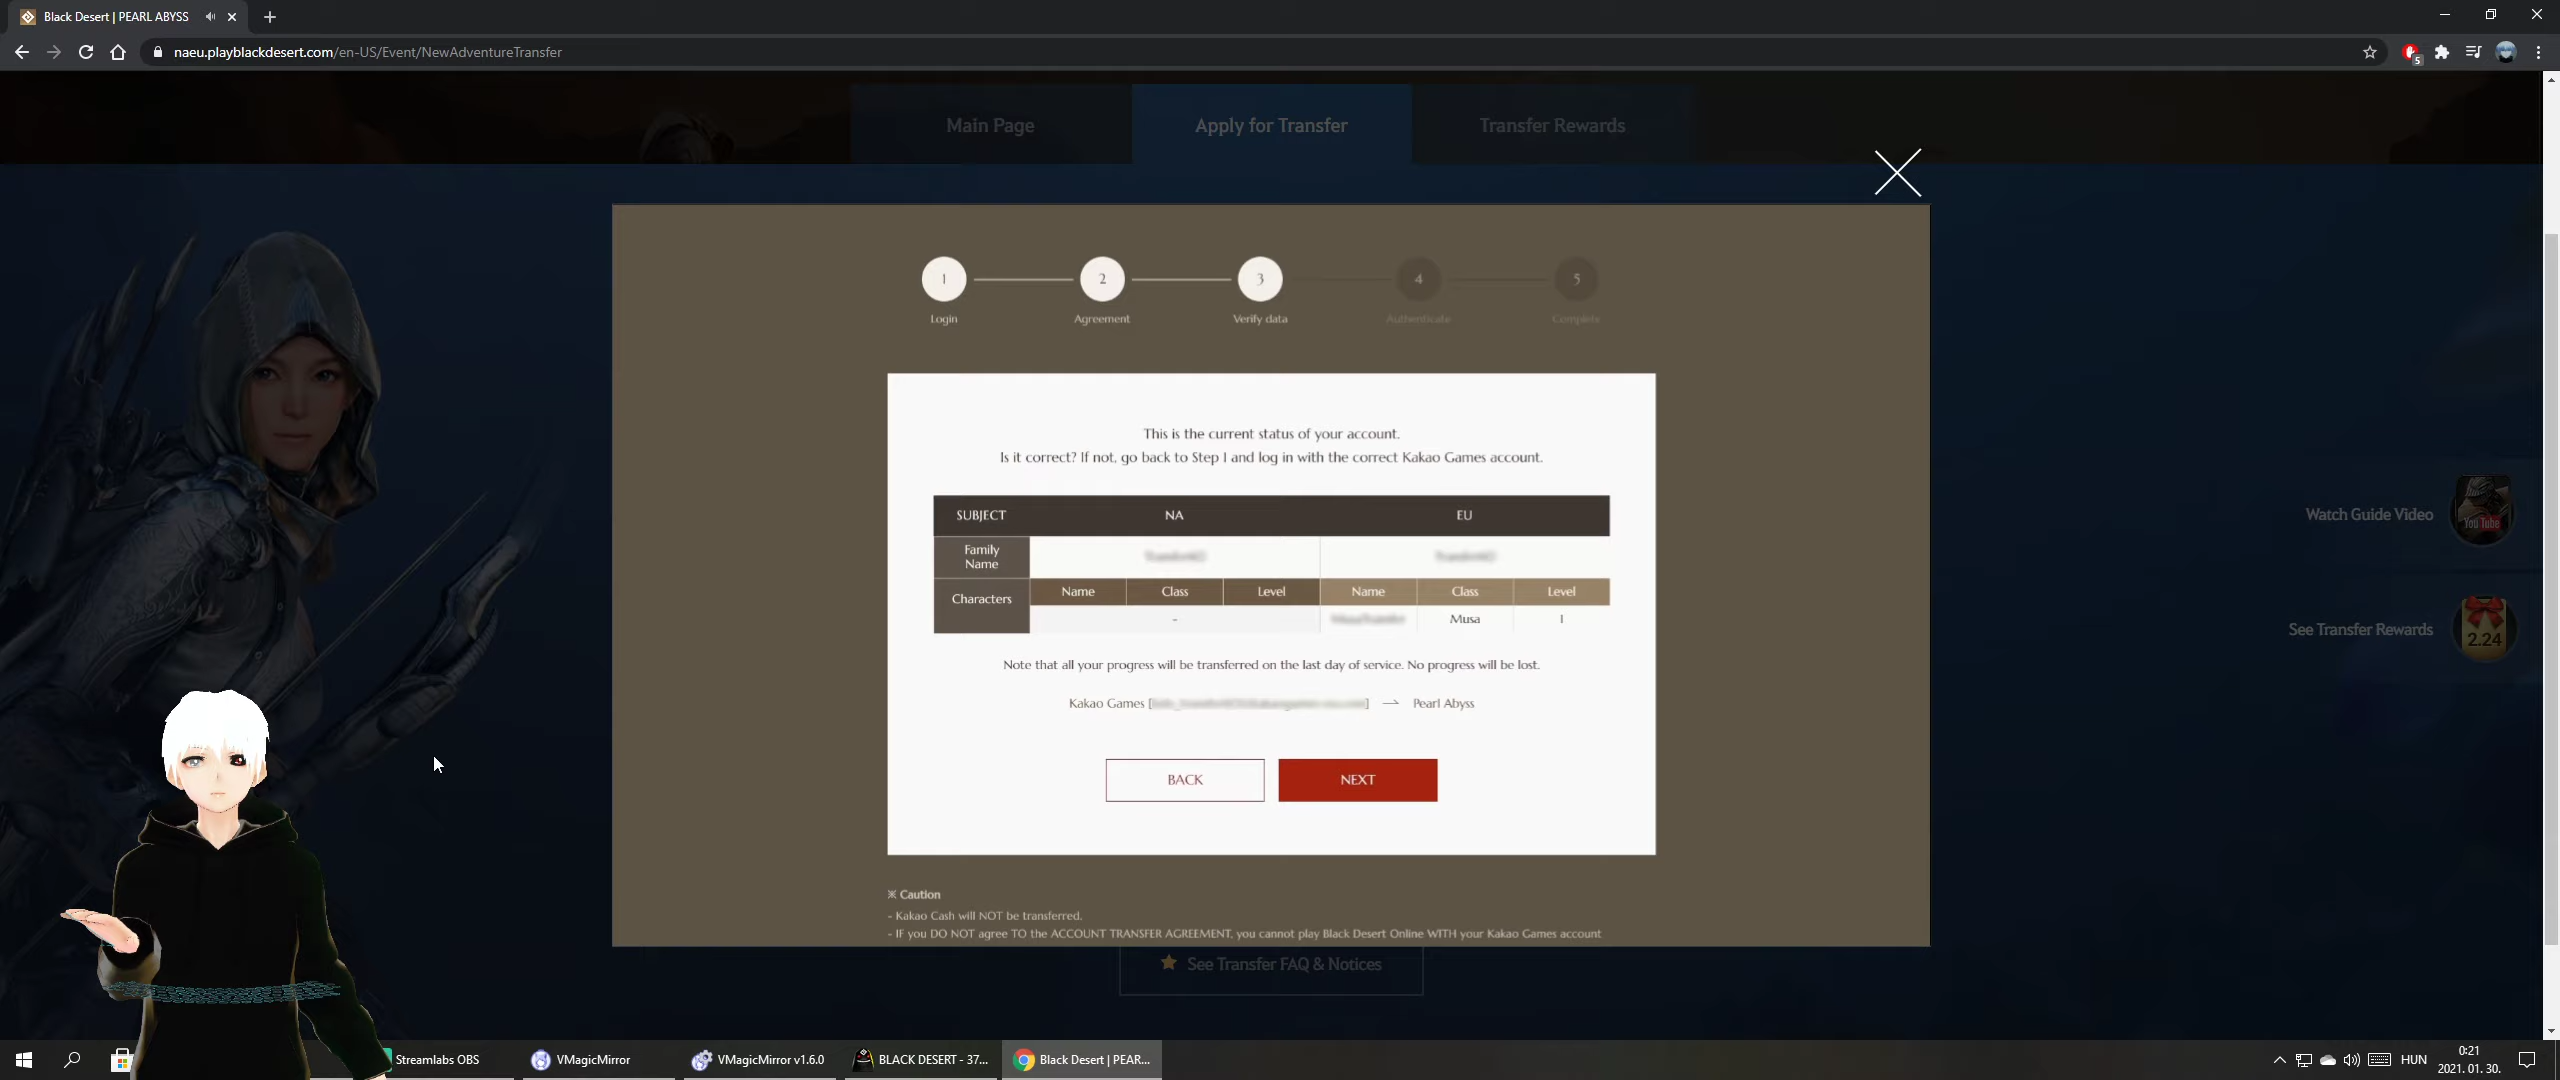 Black Desert | PEARL ABYSS
naeu.playblackdesert.com/en-US/Event/NewAdventureTransfer
5
Main Page
Apply for Transfer
Transfer Rewards
1
2
3
4
5
Login
Agreement
Verify data
Authenticate
Complete
This is the current status of your account.
Is it correct? If not, go back to Step 1 and log in with the correct Kakao Games account.
SUBJECT
NA
EU
Family
Name
Characters
Name
Class
Level
Name
Class
Level
-
Musa
1
Note that all your progress will be transferred on the last day of service. No progress will be lost.
Kakao Games [
] → Pearl Abyss
BACK
NEXT
Watch Guide Video
You Tube
See Transfer Rewards
2.24
※ Caution
- Kakao Cash will NOT be transferred.
- IF you DO NOT agree TO the ACCOUNT TRANSFER AGREEMENT, you cannot play Black Desert Online WITH your Kakao Games account
See Transfer FAQ & Notices
Streamlabs OBS
VMagicMirror
VMagicMirror v1.6.0
BLACK DESERT - 37...
Black Desert | PEAR...
HUN
0:21
2021. 01. 30.